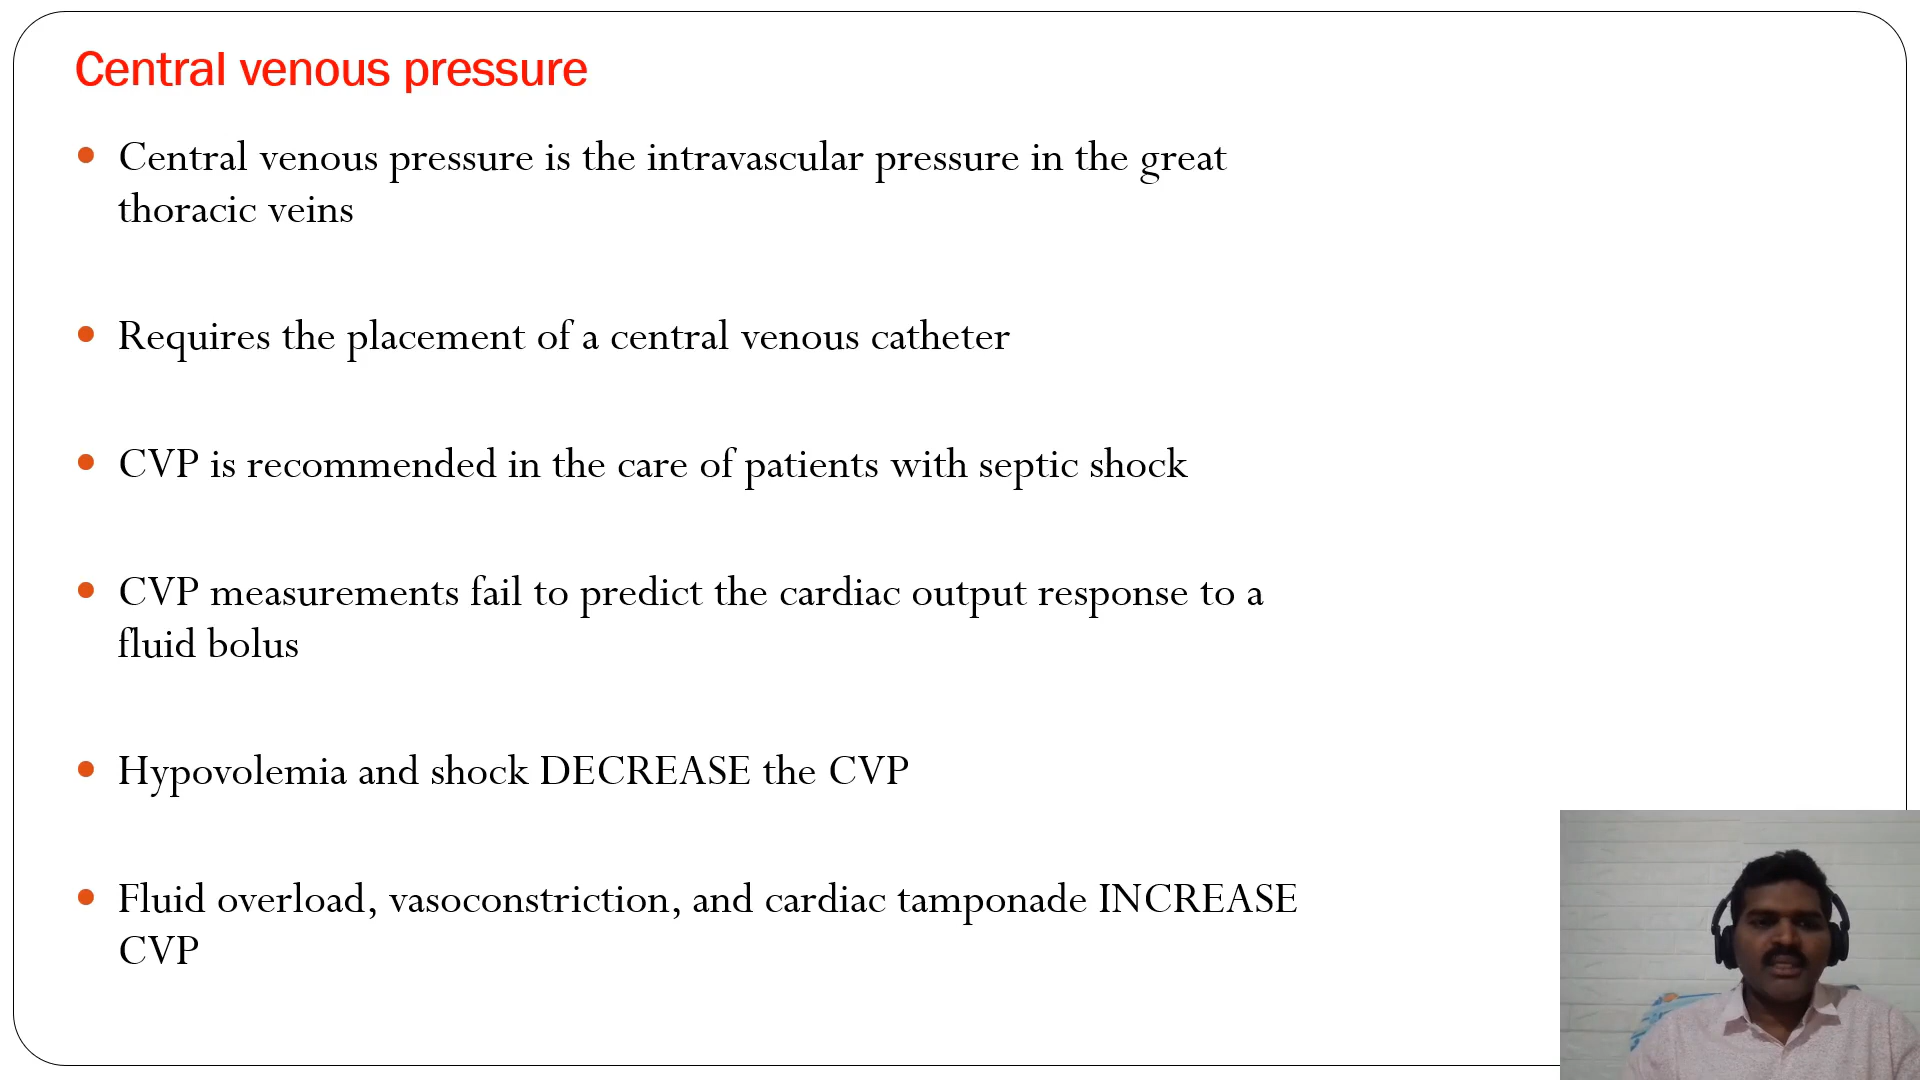 Central venous pressure
• Central venous pressure is the intravascular pressure in the great
thoracic veins
• Requires the placement of a central venous catheter
• CVP is recommended in the care of patients with septic shock
• CVP measurements fail to predict the cardiac output response to a
fluid bolus
• Hypovolemia and shock DECREASE the CVP
• Fluid overload, vasoconstriction, and cardiac tamponade INCREASE
CVP